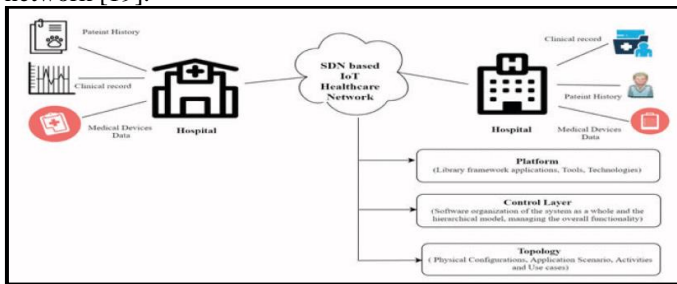 network [19].
Pateint History
Clinical record
Medical Devices
Data
Hospital
SDN based
IoT
Healthcare
Network
Clinical record
Pateint History
Medical Devices
Data
H
Hospital
Platform
(Library framework applications, Tools, Technologies)
Control Layer
(Software organization of the system as a whole and the
hierarchical model, managing the overall functionality)
Topology
( Physical Configurations, Application Scenario, Activities
and Use cases)